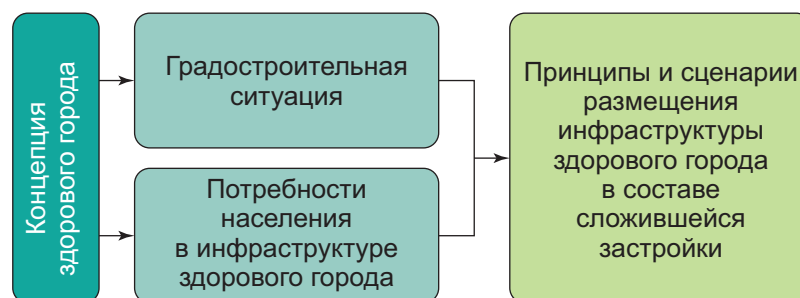 Концепция
здорового города
Градостроительная
ситуация
Потребности
населения
в инфраструктуре
здорового города
Принципы и сценарии
размещения
инфраструктуры
здорового города
в составе
сложившейся
застройки